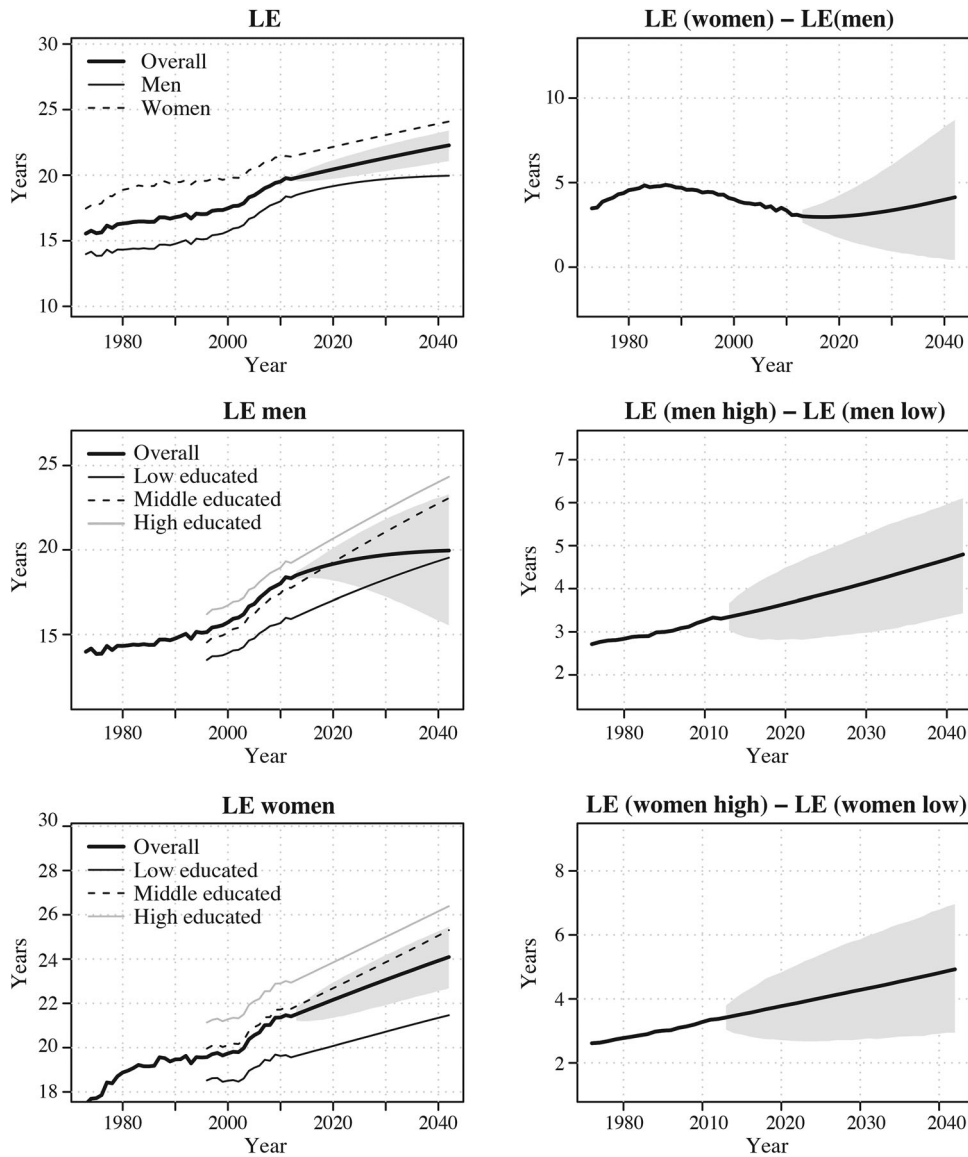 LE
30
25
20
15
10
Years
Overall
Men
Women
1980
2000
2020
2040
Year
LE (women) − LE(men)
10
5
0
Years
1980
2000
2020
2040
Year
LE men
25
20
15
Years
Overall
Low educated
Middle educated
High educated
1980
2000
2020
2040
Year
LE (men high) − LE (men low)
7
6
5
4
3
2
Years
1980
2010
2020
2040
Year
LE women
30
28
26
24
22
20
18
Years
Overall
Low educated
Middle educated
High educated
1980
2000
2020
2040
Year
LE (women high) − LE (women low)
8
6
4
2
Years
1980
2010
2020
2040
Year